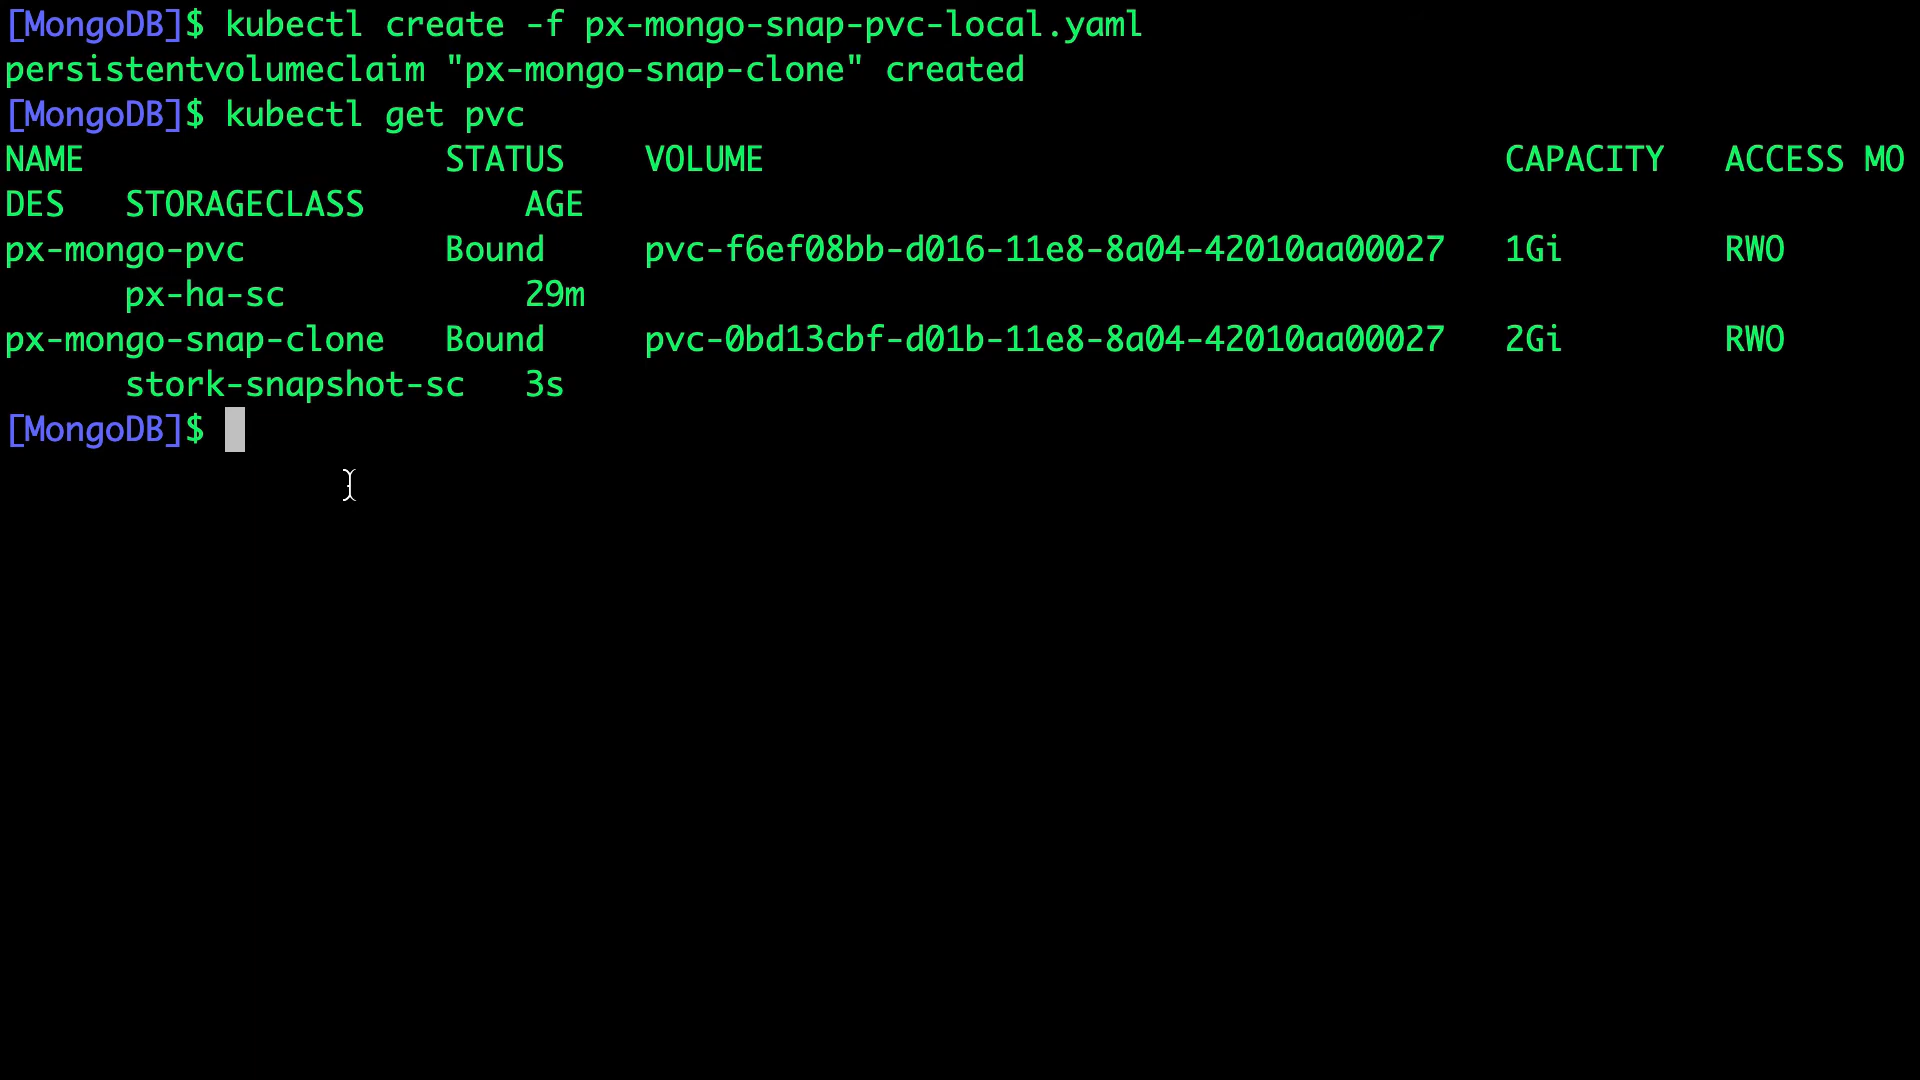 [MongoDB]$ kubectl create -f px-mongo-snap-pvc-local.yaml
persistentvolumeclaim "px-mongo-snap-clone" created
[MongoDB]$ kubectl get pvc
NAME                  STATUS    VOLUME                                     CAPACITY   ACCESS MO
DES   STORAGECLASS        AGE
px-mongo-pvc          Bound     pvc-f6ef08bb-d016-11e8-8a04-42010aa00027   1Gi        RWO
      px-ha-sc            29m
px-mongo-snap-clone   Bound     pvc-0bd13cbf-d01b-11e8-8a04-42010aa00027   2Gi        RWO
      stork-snapshot-sc   3s
[MongoDB]$